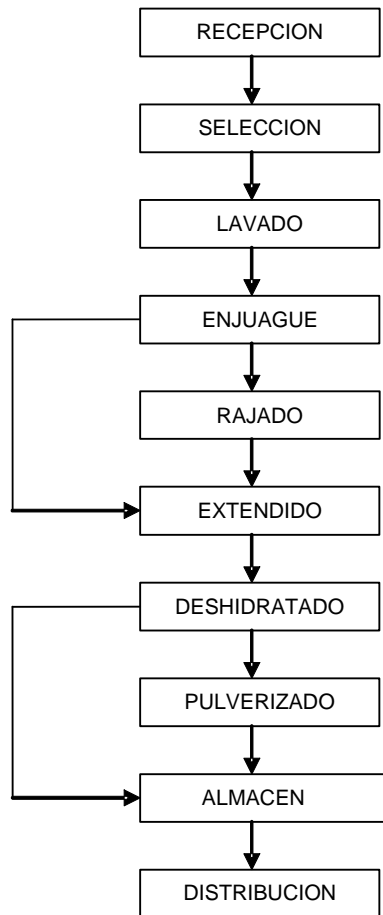 RECEPCION
SELECCION
LAVADO
ENJUAGUE
RAJADO
EXTENDIDO
DESHIDRATADO
PULVERIZADO
ALMACEN
DISTRIBUCION